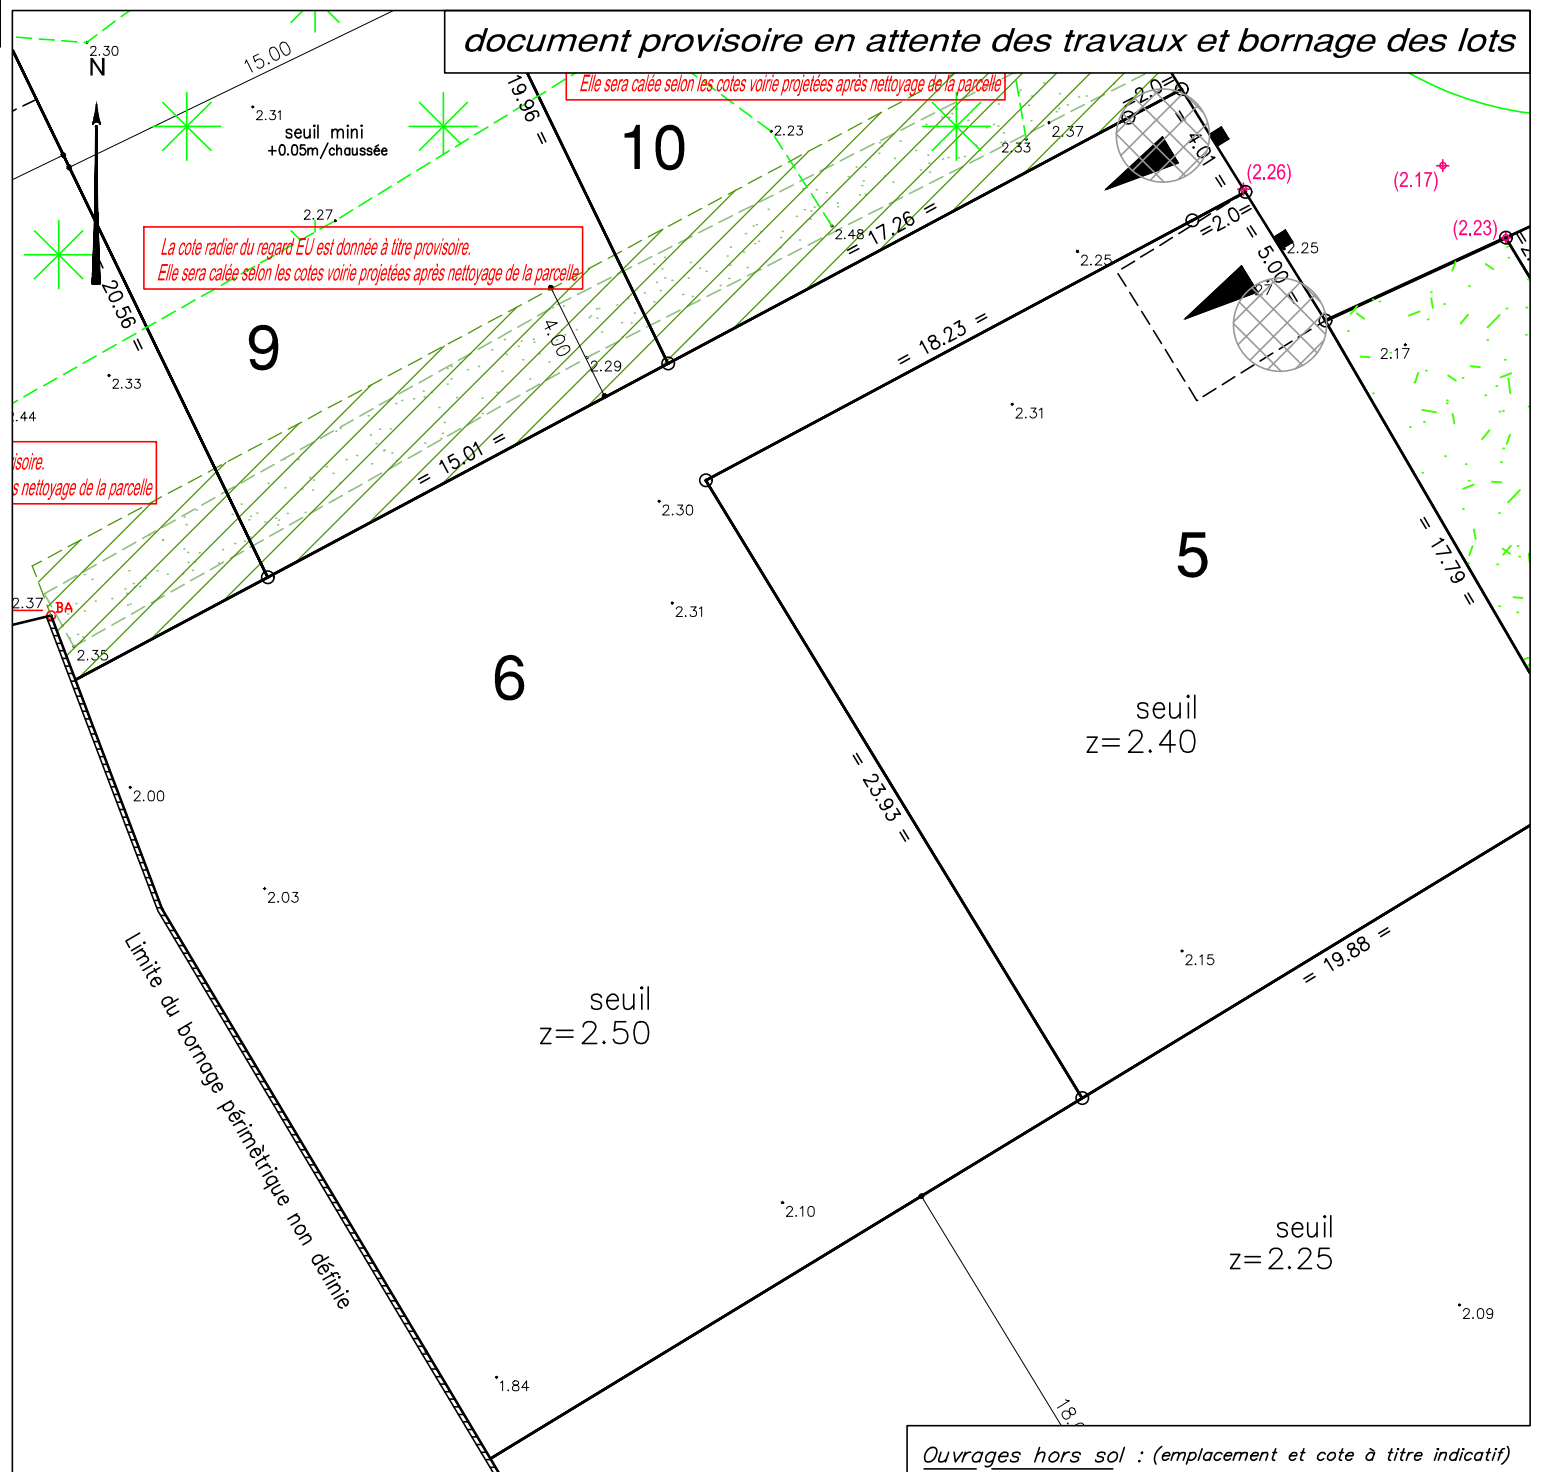 document provisoire en attente des travaux et bornage des lots
2.30
N
15.00
19.96 =
Elle sera calée selon les cotes voirie projetées après nettoyage de la parcelle
=2.0=
2.31
seuil mini
+0.05m/chaussée
10
2.23
2.37
2.33
= 4.01 =
(2.26)
(2.17)
2.27
2.48
= 17.26 =
=2.0=
(2.23)
La cote radier du regard EU est donnée à titre provisoire.
Elle sera calée selon les cotes voirie projetées après nettoyage de la parcelle
2.25
= 5.00 =
2.25
= 20.56 =
9
4.00
2.29
= 18.23 =
2.17
2.33
2.31
.44
isoire.
s nettoyage de la parcelle
= 15.01 =
2.30
5
= 17.79 =
2.37
BA
2.31
2.35
6
seuil
z=2.40
2.00
= 23.93 =
2.03
2.15
= 19.88 =
Limite du bornage périmètrique non définie
seuil
z=2.50
2.10
seuil
z=2.25
2.09
1.84
18.
Ouvrages hors sol : (emplacement et cote à titre indicatif)